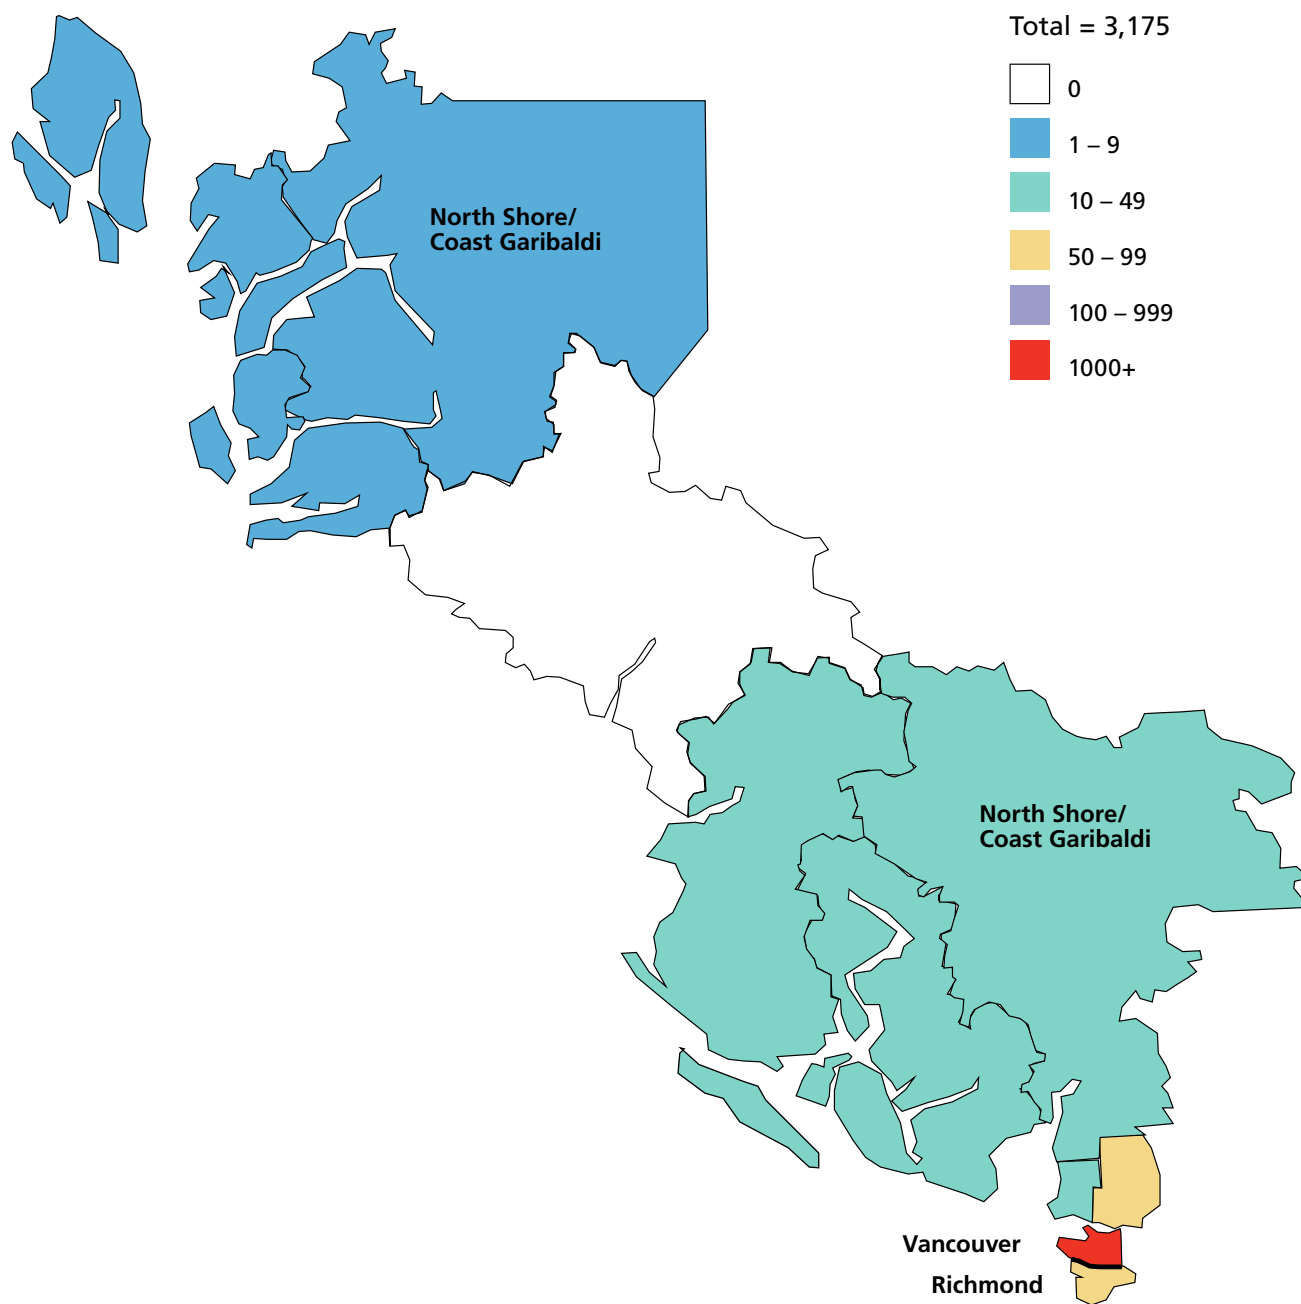 Total = 3,175
0
1 – 9
10 – 49
50 – 99
100 – 999
1000+
North Shore/
Coast Garibaldi
North Shore/
Coast Garibaldi
Vancouver
Richmond